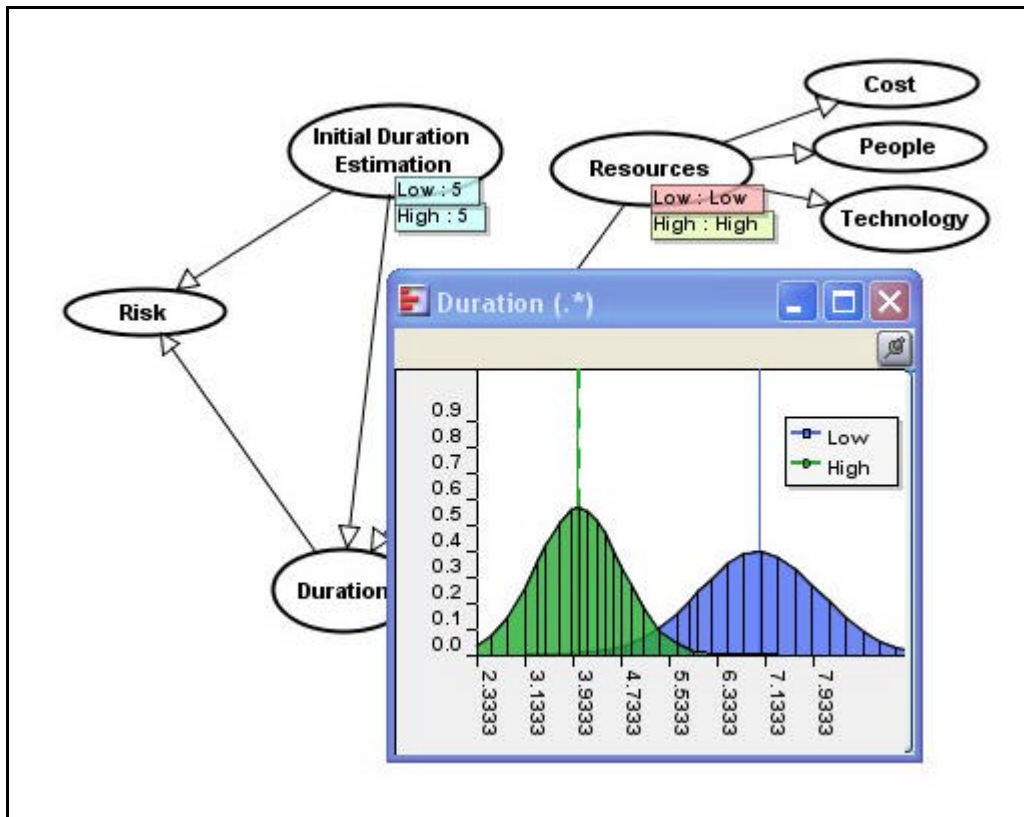 Cost
Initial Duration
Estimation
People
Resources
Low : 5
High : 5
Low : Low
High : High
Technology
Risk
Duration (.*)
0.9
0.8
0.7
0.6
0.5
0.4
0.3
0.2
0.1
0.0
Low
High
Duration
2.3333
3.1333
3.9333
4.7333
5.5333
6.3333
7.1333
7.9333